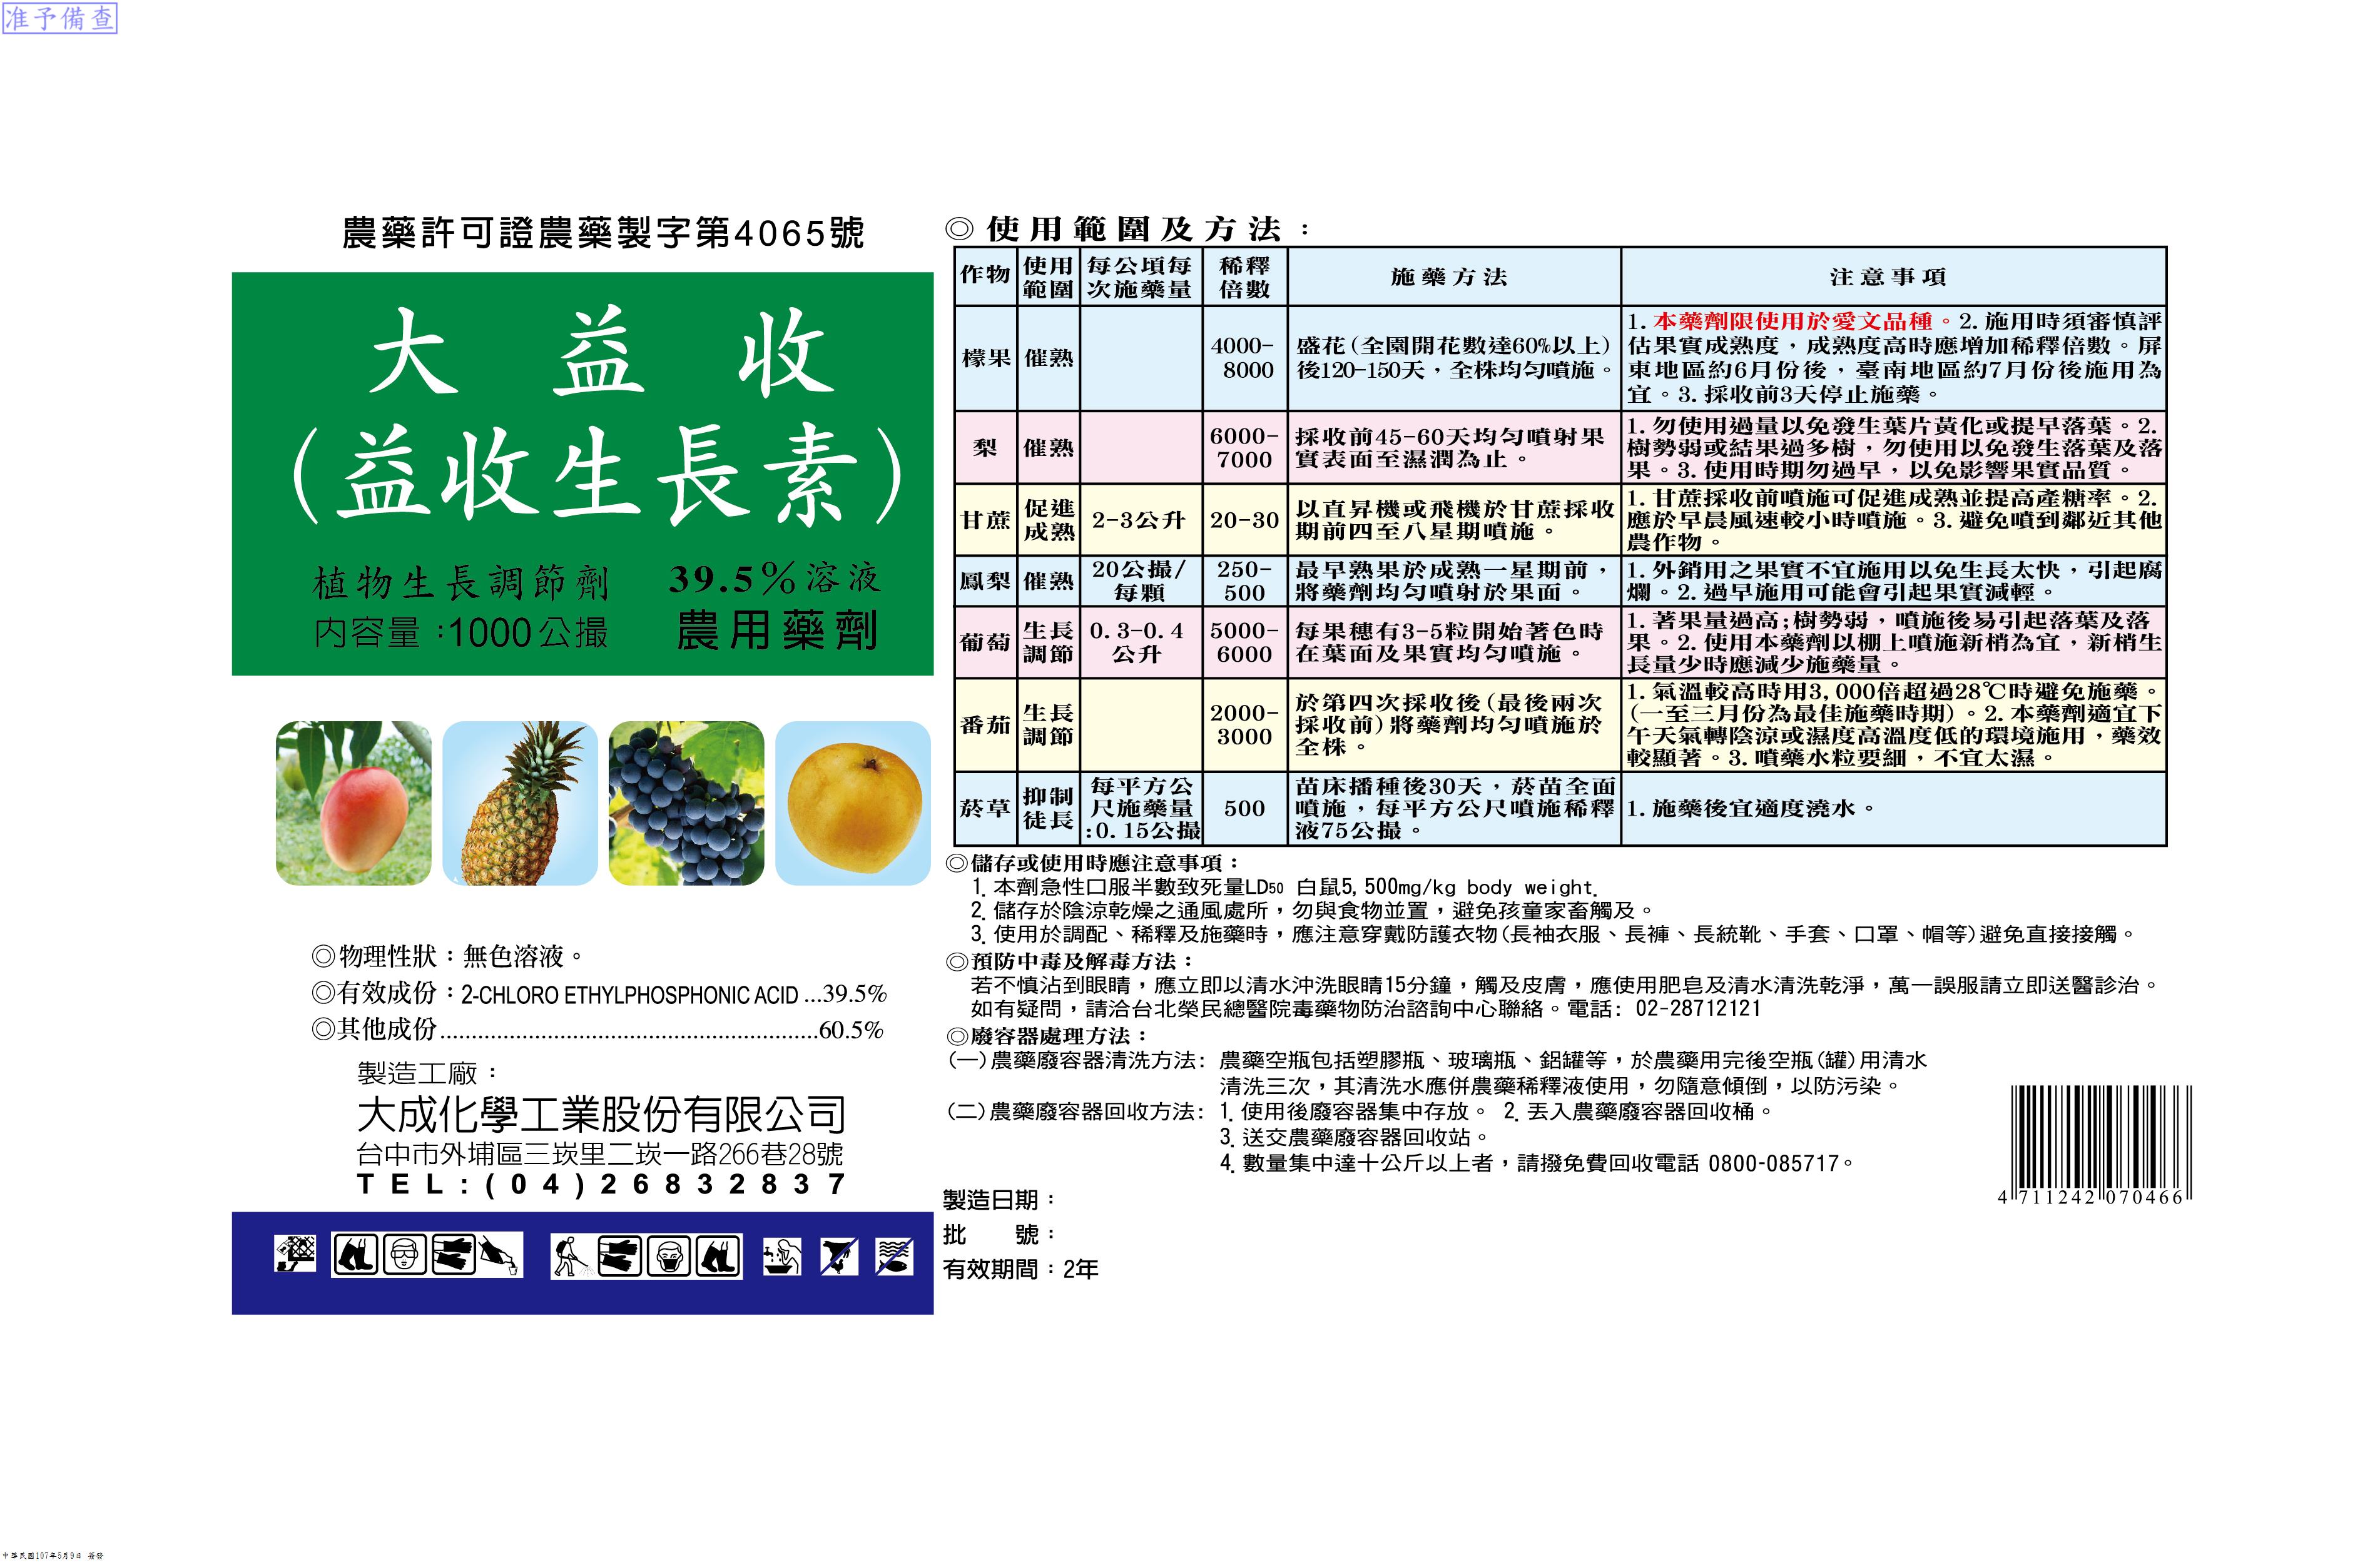 准予備查
農藥許可證農藥製字第4065號
大益收
(益收生長素)
植物生長調節劑 39.5%溶液
內容量:1000公撮 農用藥劑
◎物理性狀：無色溶液。
◎有效成份：2-CHLORO ETHYLPHOSPHONIC ACID ...39.5%
◎其他成份............................................................60.5%
製造工廠：
大成化學工業股份有限公司
台中市外埔區三崁里二崁一路266巷28號
TEL:(04)26832837
◎使用範圍及方法：
作物 使用範圍 每公頃每次施藥量 稀釋倍數 施藥方法 注意事項
檬果 催熟 4000-8000 盛花(全園開花數達60%以上)後120-150天，全株均勻噴施。 1.本藥劑限使用於愛文品種。2.施用時須審慎評估果實成熟度，成熟度高時應增加稀釋倍數。屏東地區約6月份後，臺南地區約7月份後施用為宜。3.採收前3天停止施藥。
梨 催熟 6000-7000 採收前45-60天均勻噴射果實表面至濕潤為止。 1.勿使用過量以免發生葉片黃化或提早落葉。2.樹勢弱或結果過多樹，勿使用以免發生落葉及落果。3.使用時期勿過早，以免影響果實品質。
甘蔗 促進成熟 2-3公升 20-30 以直昇機或飛機於甘蔗採收期前四至八星期噴施。 1.甘蔗採收前噴施可促進成熟並提高產糖率。2.應於早晨風速較小時噴施。3.避免噴到鄰近其他農作物。
鳳梨 催熟 20公撮/每顆 250-500 最早熟果於成熟一星期前，將藥劑均勻噴射於果面。 1.外銷用之果實不宜施用以免生長太快，引起腐爛。2.過早施用可能會引起果實減輕。
葡萄 生長調節 0.3-0.4公升 5000-6000 每果穗有3-5粒開始著色時在葉面及果實均勻噴施。 1.著果量過高;樹勢弱，噴施後易引起落葉及落果。2.使用本藥劑以棚上噴施新梢為宜，新梢生長量少時應減少施藥量。
番茄 生長調節 2000-3000 於第四次採收後(最後兩次採收前)將藥劑均勻噴施於全株。 1.氣溫較高時用3,000倍超過28℃時避免施藥。(一至三月份為最佳施藥時期)。2.本藥劑適宜下午天氣轉陰涼或濕度高溫度低的環境施用，藥效較顯著。3.噴藥水粒要細，不宜太濕。
菸草 抑制徒長 每平方公尺施藥量:0.15公撮 500 苗床播種後30天，菸苗全面噴施，每平方公尺噴施稀釋液75公撮。 1.施藥後宜適度澆水。
◎儲存或使用時應注意事項：
1. 本劑急性口服半數致死量LD50 白鼠5,500mg/kg body weight.
2. 儲存於陰涼乾燥之通風處所，勿與食物並置，避免孩童家畜觸及。
3. 使用於調配、稀釋及施藥時，應注意穿戴防護衣物(長袖衣服、長褲、長統靴、手套、口罩、帽等)避免直接接觸。
◎預防中毒及解毒方法：
若不慎沾到眼睛，應立即以清水沖洗眼睛15分鐘，觸及皮膚，應使用肥皂及清水清洗乾淨，萬一誤服請立即送醫診治。
如有疑問，請洽台北榮民總醫院毒藥物防治諮詢中心聯絡。電話: 02-28712121
◎廢容器處理方法：
(一)農藥廢容器清洗方法: 農藥空瓶包括塑膠瓶、玻璃瓶、鋁罐等，於農藥用完後空瓶(罐)用清水
清洗三次，其清洗水應併農藥稀釋液使用，勿隨意傾倒，以防污染。
(二)農藥廢容器回收方法: 1. 使用後廢容器集中存放。 2. 丟入農藥廢容器回收桶。
3. 送交農藥廢容器回收站。
4. 數量集中達十公斤以上者，請撥免費回收電話 0800-085717。
製造日期：
批　　號：
有效期間：2年
4 711242 070466
中華民國107年5月9日 簽發